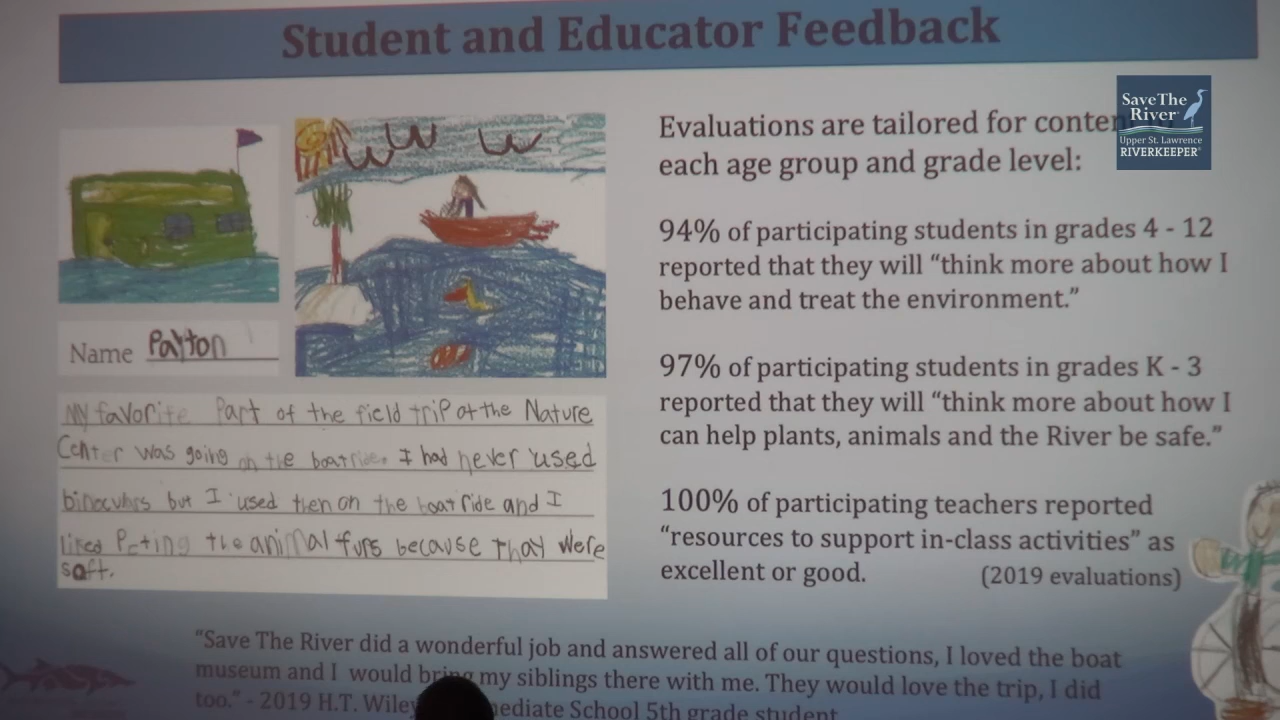 Student and Educator Feedback
Save The
River
Upper St. Lawrence
RIVERKEEPER
Evaluations are tailored for
each age group and grade level:
94% of participating students in grades 4 - 12
reported that they will “think more about how I
behave and treat the environment.”
97% of participating students in grades K - 3
reported that they will “think more about how I
can help plants, animals and the River be safe.”
100% of participating teachers reported
“resources to support in-class activities” as
excellent or good. (2019 evaluations)
Name Payton
My favorite Part of the field trip at the Nature
Center was going on the boat ride. I had never used
binoculars but I used then on the boat ride and I
liked Peting the animal furs because thay were
soft.
“Save The River did a wonderful job and answered all of our questions, I loved the boat
museum and I would bring my siblings there with me. They would love the trip, I did
too.” - 2019 H.T. School 5th grade student